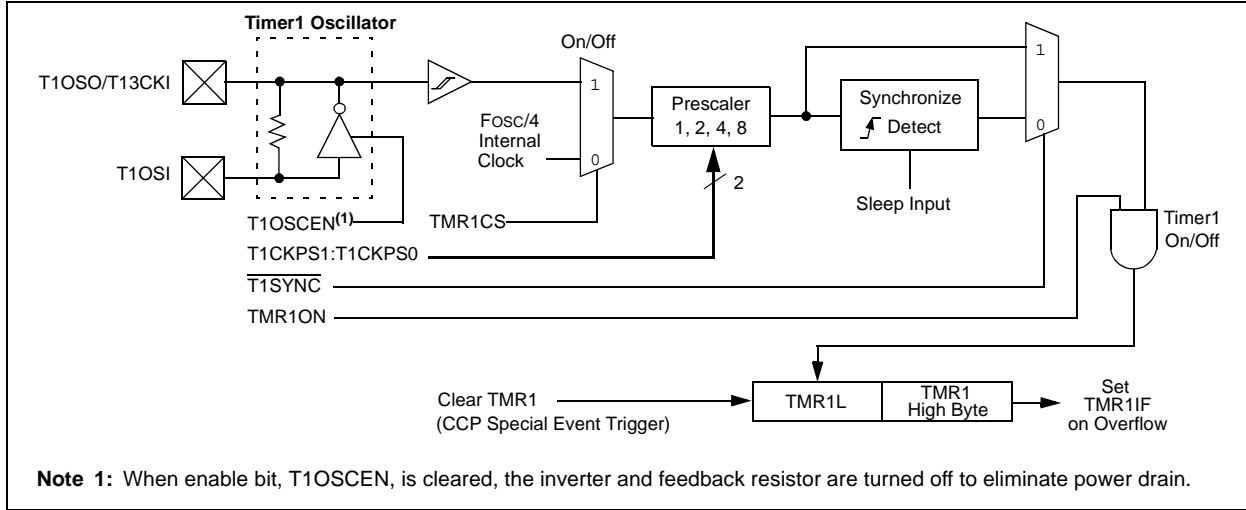 Timer1 Oscillator
On/Off
T1OSO/T13CKI
1
FOSC/4
Internal
Clock
0
Prescaler
1, 2, 4, 8
2
Synchronize
Detect
1
0
T1OSI
Sleep Input
T1OSCEN(1)
TMR1CS
Timer1
On/Off
T1CKPS1:T1CKPS0
T1SYNC
TMR1ON
Clear TMR1
(CCP Special Event Trigger)
TMR1L
TMR1
High Byte
Set
TMR1IF
on Overflow
Note 1: When enable bit, T1OSCEN, is cleared, the inverter and feedback resistor are turned off to eliminate power drain.